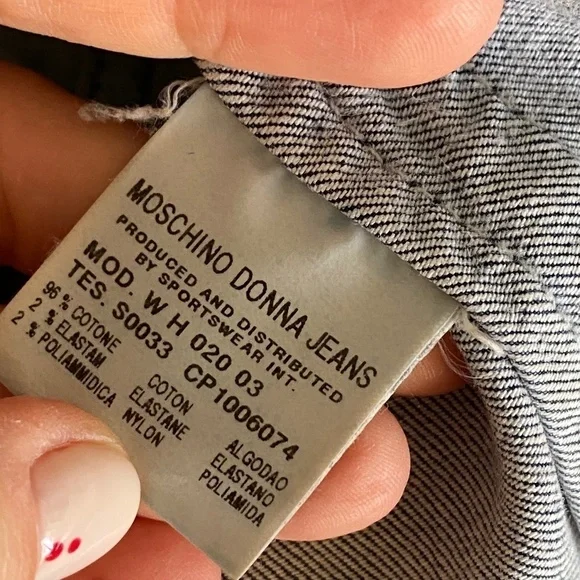 MOSCHINO DONNA JEANS
PRODUCED AND DISTRIBUTED
BY SPORTSWEAR INT.
MOD. W H 020 03
TES. S0033 CP1006074
96 % COTONE COTON ALGODAO
2 % ELASTAM ELASTANE ELASTANO
2 % POLIAMMIDICA NYLON POLIAMIDA